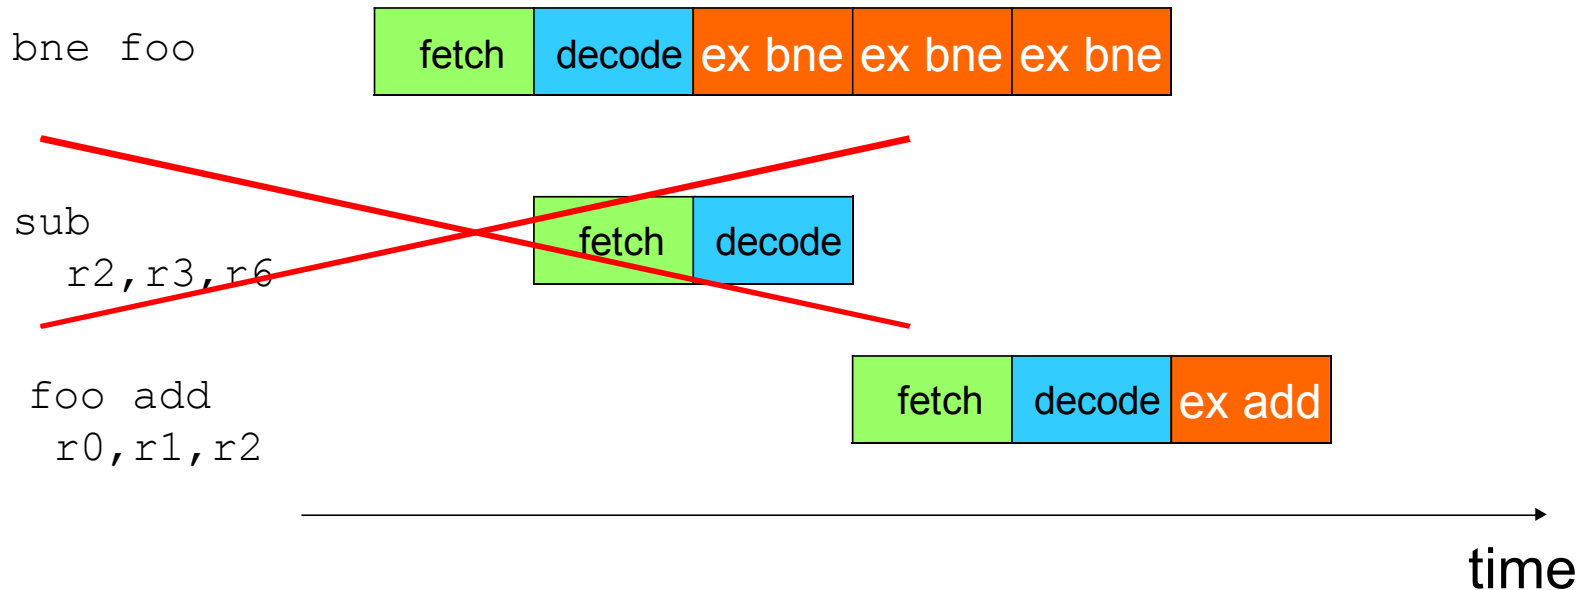 bne foo fetch decode ex bne ex bne ex bne
sub fetch decode
r2,r3,r6
foo add fetch decode ex add
r0,r1,r2
time